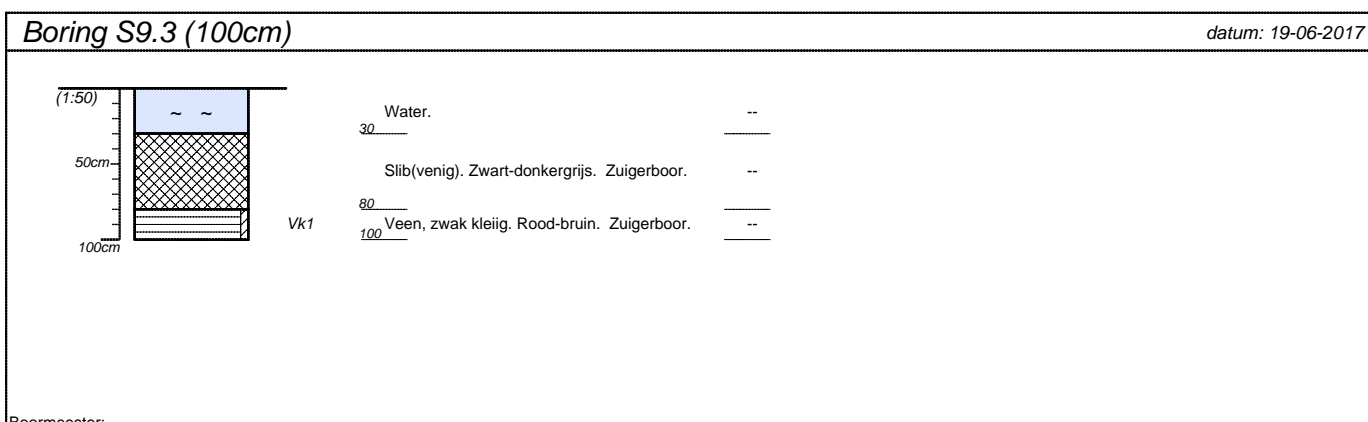 Boring S9.3 (100cm)
datum: 19-06-2017
(1:50)
~ ~
Water.
--
30
50cm
Slib(venig). Zwart-donkergrijs. Zuigerboor.
--
80
Vk1
Veen, zwak kleiig. Rood-bruin. Zuigerboor.
--
100
100cm
Boormeester: